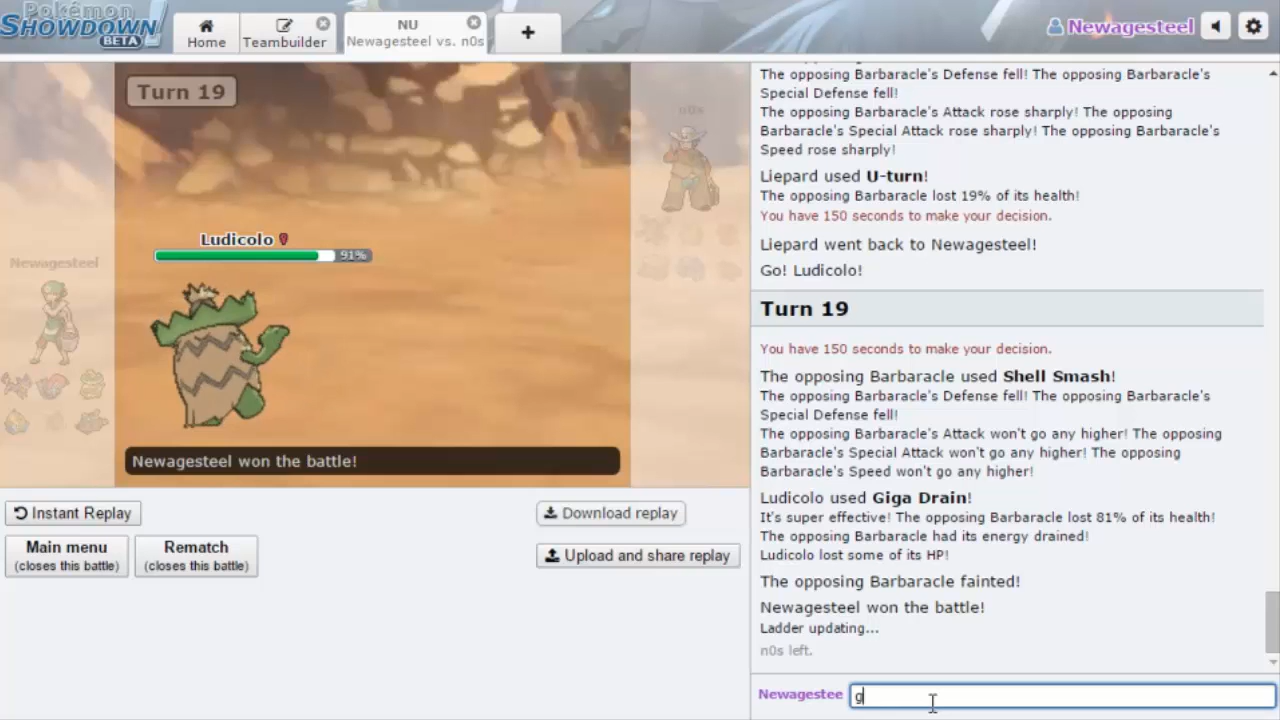 Pokémon
SHOWDOWN!
BETA
Home
Teambuilder
NU
Newagesteel vs. n0s
+
Newagesteel
Turn 19
n0s
Ludicolo
91%
Newagesteel
Newagesteel won the battle!
Instant Replay
Download replay
Main menu
(closes this battle)
Rematch
(closes this battle)
Upload and share replay
The opposing Barbaracle's Defense fell! The opposing Barbaracle's
Special Defense fell!
The opposing Barbaracle's Attack rose sharply! The opposing
Barbaracle's Special Attack rose sharply! The opposing Barbaracle's
Speed rose sharply!
Liepard used U-turn!
The opposing Barbaracle lost 19% of its health!
You have 150 seconds to make your decision.
Liepard went back to Newagesteel!
Go! Ludicolo!
Turn 19
You have 150 seconds to make your decision.
The opposing Barbaracle used Shell Smash!
The opposing Barbaracle's Defense fell! The opposing Barbaracle's
Special Defense fell!
The opposing Barbaracle's Attack won't go any higher! The opposing
Barbaracle's Special Attack won't go any higher! The opposing
Barbaracle's Speed won't go any higher!
Ludicolo used Giga Drain!
It's super effective! The opposing Barbaracle lost 81% of its health!
The opposing Barbaracle had its energy drained!
Ludicolo lost some of its HP!
The opposing Barbaracle fainted!
Newagesteel won the battle!
Ladder updating...
n0s left.
Newagestee
g